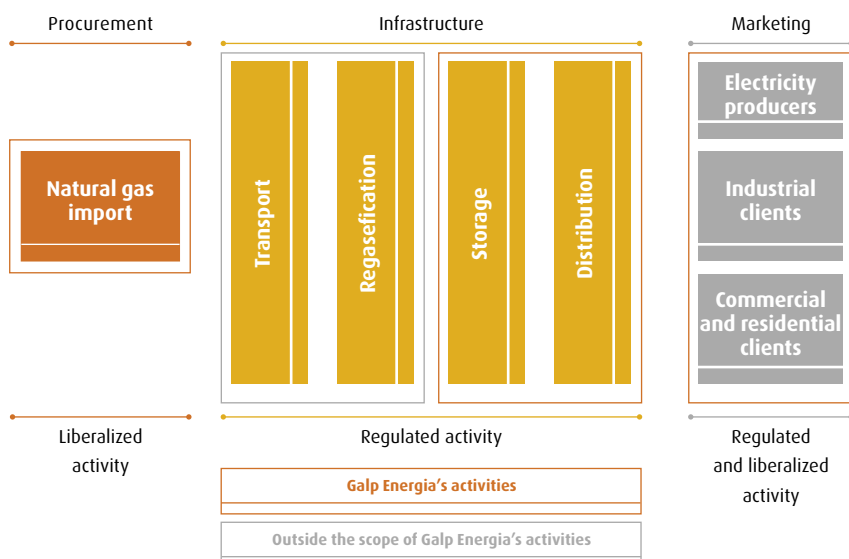 Procurement
Infrastructure
Marketing
Natural gas
import
Transport
Regasefication
Storage
Distribution
Electricity
producers
Industrial
clients
Commercial
and residential
clients
Liberalized
activity
Regulated activity
Regulated
and liberalized
activity
Galp Energia's activities
Outside the scope of Galp Energia's activities